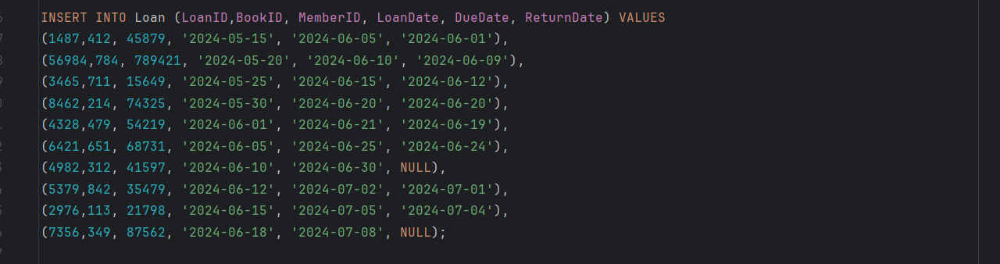 INSERT INTO Loan (LoanID,BookID, MemberID, LoanDate, DueDate, ReturnDate) VALUES
(1487,412, 45879, '2024-05-15', '2024-06-05', '2024-06-01'),
(56984,784, 789421, '2024-05-20', '2024-06-10', '2024-06-09'),
(3465,711, 15649, '2024-05-25', '2024-06-15', '2024-06-12'),
(8462,214, 74325, '2024-05-30', '2024-06-20', '2024-06-20'),
(4328,479, 54219, '2024-06-01', '2024-06-21', '2024-06-19'),
(6421,651, 68731, '2024-06-05', '2024-06-25', '2024-06-24'),
(4982,312, 41597, '2024-06-10', '2024-06-30', NULL),
(5379,842, 35479, '2024-06-12', '2024-07-02', '2024-07-01'),
(2976,113, 21798, '2024-06-15', '2024-07-05', '2024-07-04'),
(7356,349, 87562, '2024-06-18', '2024-07-08', NULL);